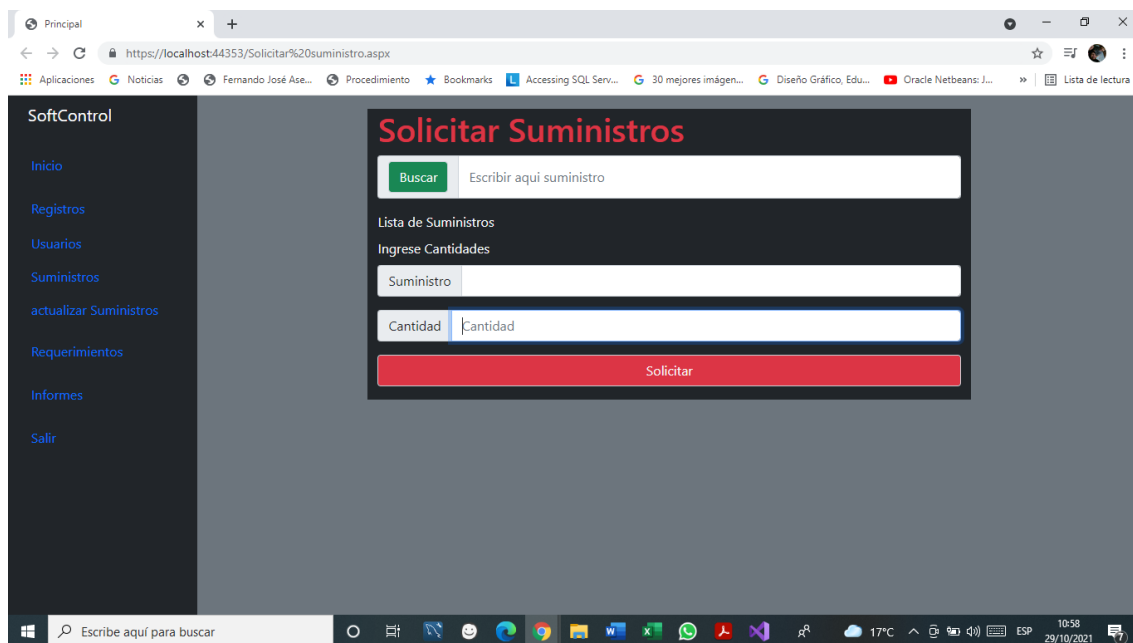 Principal
https://localhost:44353/Solicitar%20suministro.aspx
Aplicaciones Noticias Fernando José Ase... Procedimiento Bookmarks Accessing SQL Serv... 30 mejores imágen... Diseño Gráfico, Edu... Oracle Netbeans: J... » Lista de lectura
SoftControl
Inicio
Registros
Usuarios
Suministros
actualizar Suministros
Requerimientos
Informes
Salir
Solicitar Suministros
Buscar Escribir aqui suministro
Lista de Suministros
Ingrese Cantidades
Suministro
Cantidad Cantidad
Solicitar
Escribe aquí para buscar
17°C ESP 10:58
29/10/2021